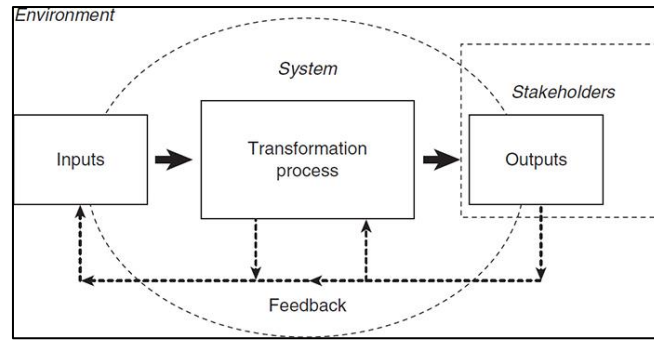 Environment
System
Stakeholders
Inputs
Transformation
process
Outputs
Feedback